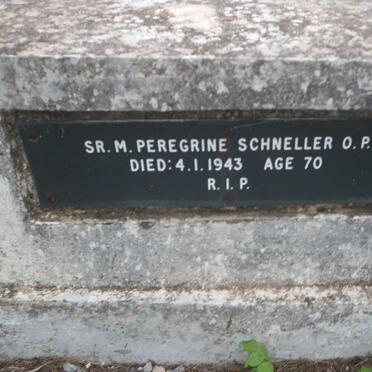 SR. M. PEREGRINE SCHNELLER O.P.
DIED: 4.1.1943 AGE 70
R.I.P.